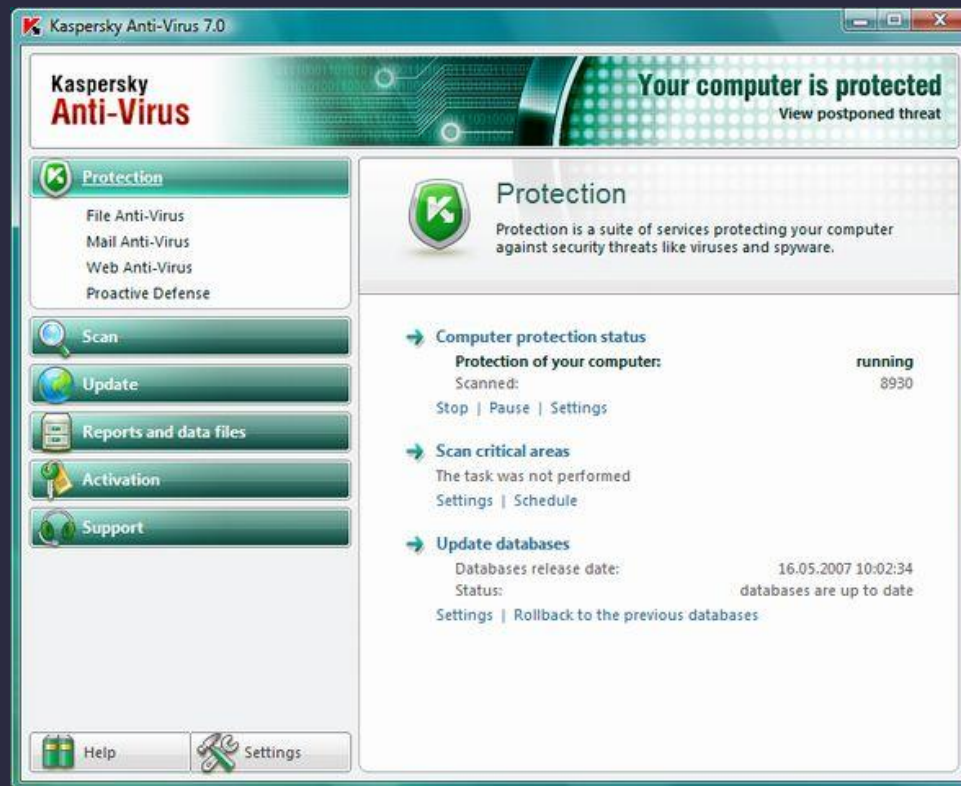 Kaspersky Anti-Virus 7.0
Kaspersky
Anti-Virus
Your computer is protected
View postponed threat
Protection
File Anti-Virus
Mail Anti-Virus
Web Anti-Virus
Proactive Defense
Scan
Update
Reports and data files
Activation
Support
Help
Settings
Protection
Protection is a suite of services protecting your computer
against security threats like viruses and spyware.
Computer protection status
Protection of your computer: running
Scanned: 8930
Stop | Pause | Settings
Scan critical areas
The task was not performed
Settings | Schedule
Update databases
Databases release date: 16.05.2007 10:02:34
Status: databases are up to date
Settings | Rollback to the previous databases